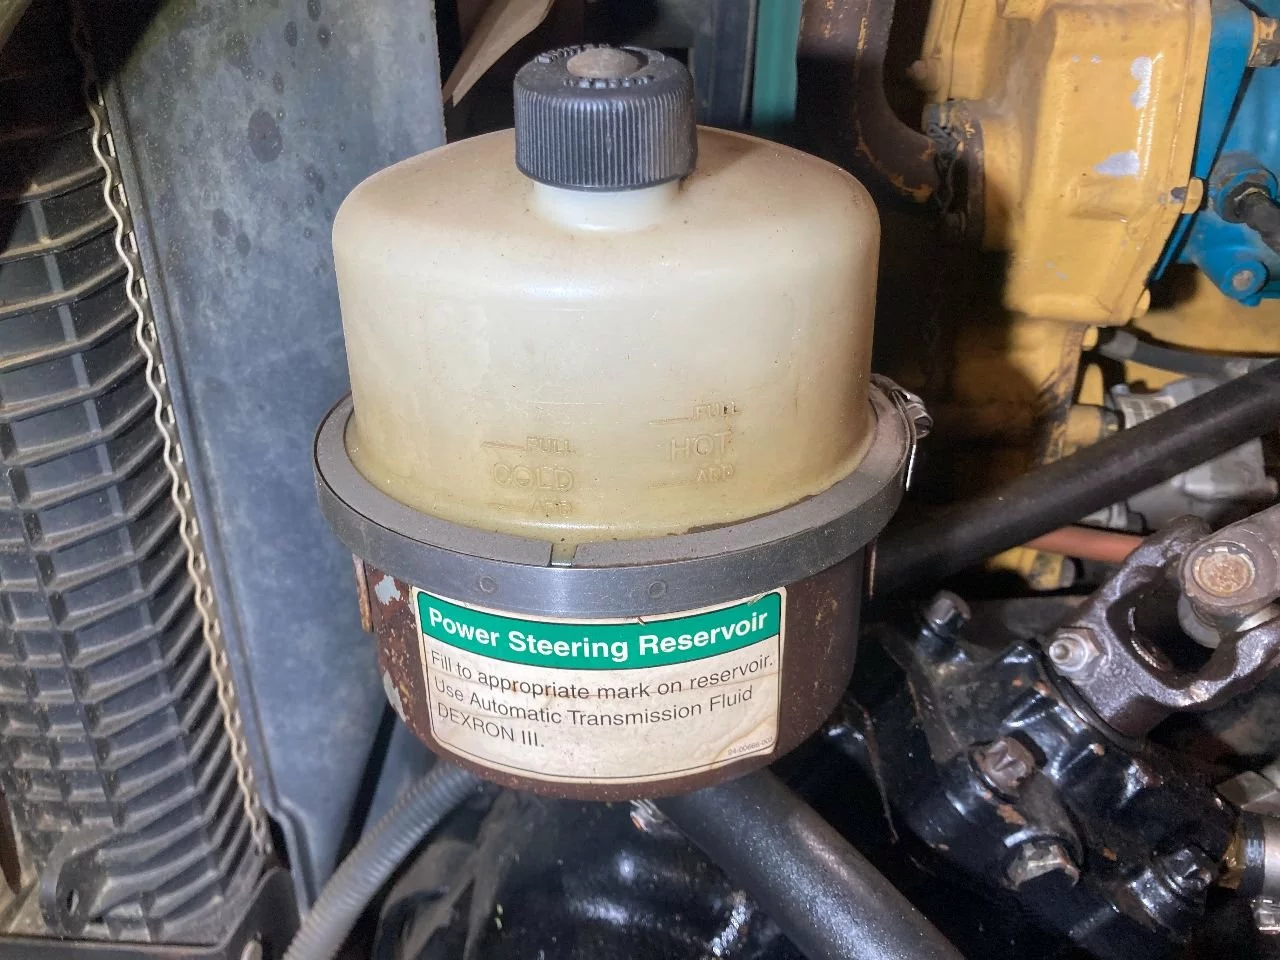 FULL
FULL
HOT
COLD
ADD
ADD
Power Steering Reservoir
Fill to appropriate mark on reservoir.
Use Automatic Transmission Fluid
DEXRON III.